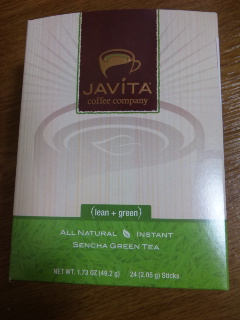 JAVITA®
coffee company
{lean + green}
ALL NATURAL INSTANT
SENCHA GREEN TEA
NET WT. 1.73 OZ (49.2 g) 24 (2.05 g) Sticks